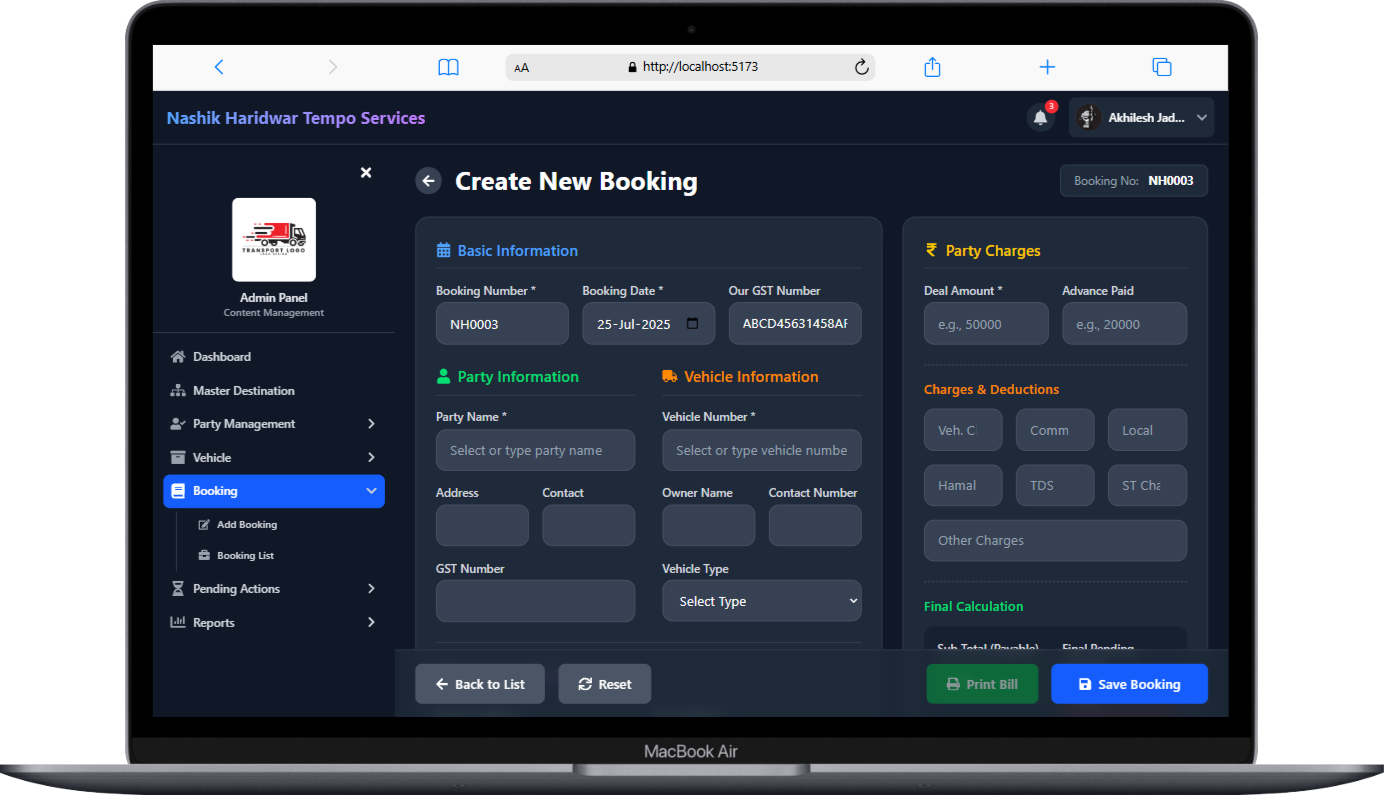 AA http://localhost:5173
Nashik Haridwar Tempo Services
3
Akhilesh Jad...
TRANSPORT LOGO
Admin Panel
Content Management
Dashboard
Master Destination
Party Management
Vehicle
Booking
Add Booking
Booking List
Pending Actions
Reports
Create New Booking
Booking No: NH0003
Basic Information
Booking Number * Booking Date * Our GST Number
NH0003 25-Jul-2025 ABCD45631458AF
Party Information
Party Name *
Select or type party name
Address Contact
GST Number
Vehicle Information
Vehicle Number *
Select or type vehicle numbe
Owner Name Contact Number
Vehicle Type
Select Type
₹ Party Charges
Deal Amount * Advance Paid
e.g., 50000 e.g., 20000
Charges & Deductions
Veh. C Comm Local
Hamal TDS ST Cha
Other Charges
Final Calculation
Sub Total (Payable) Final Pending
Back to List Reset Print Bill Save Booking
MacBook Air